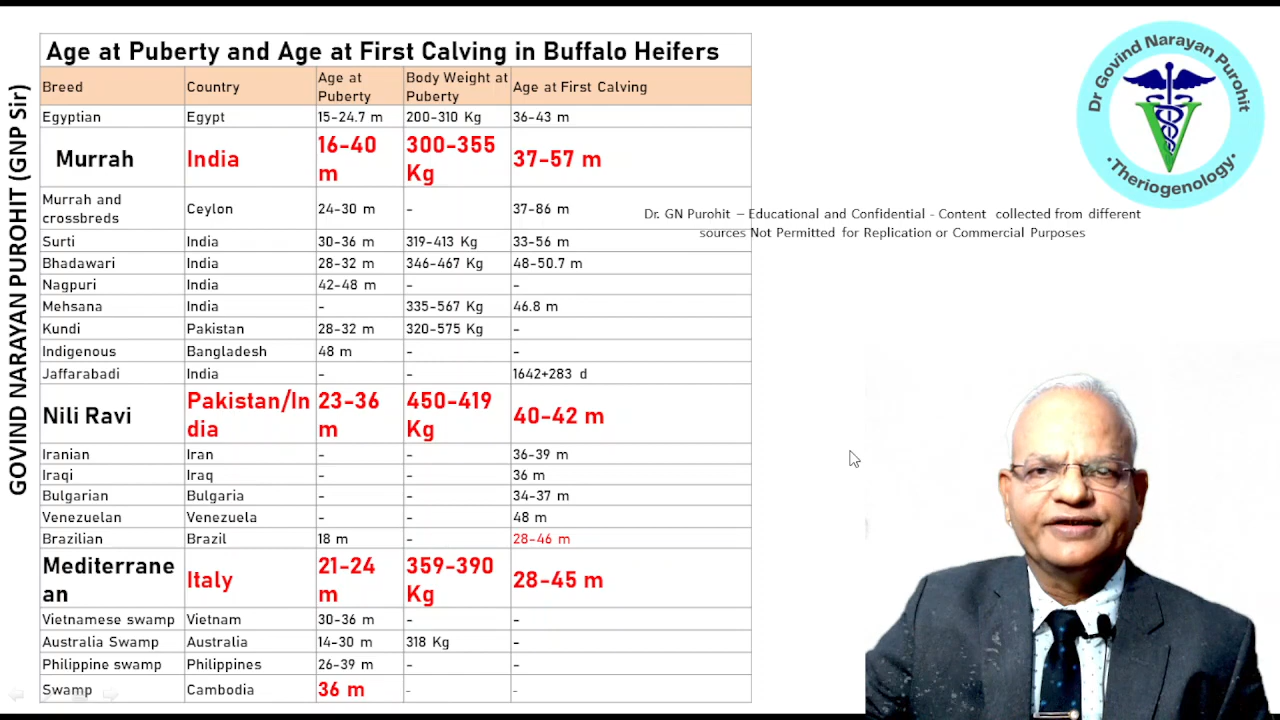 Age at Puberty and Age at First Calving in Buffalo Heifers
Breed Country Age at Puberty Body Weight at Puberty Age at First Calving
Egyptian Egypt 15-24.7 m 200-310 Kg 36-43 m
Murrah India 16-40 m 300-355 Kg 37-57 m
Murrah and crossbreds Ceylon 24-30 m - 37-86 m
Surti India 30-36 m 319-413 Kg 33-56 m
Bhadawari India 28-32 m 346-467 Kg 48-50.7 m
Nagpuri India 42-48 m - -
Mehsana India - 335-567 Kg 46.8 m
Kundi Pakistan 28-32 m 320-575 Kg -
Indigenous Bangladesh 48 m - -
Jaffarabadi India - - 1642+283 d
Nili Ravi Pakistan/India 23-36 m 450-419 Kg 40-42 m
Iranian Iran - - 36-39 m
Iraqi Iraq - - 36 m
Bulgarian Bulgaria - - 34-37 m
Venezuelan Venezuela - - 48 m
Brazilian Brazil 18 m - 28-46 m
Mediterranean Italy 21-24 m 359-390 Kg 28-45 m
Vietnamese swamp Vietnam 30-36 m - -
Australia Swamp Australia 14-30 m 318 Kg -
Philippine swamp Philippines 26-39 m - -
Swamp Cambodia 36 m - -
GOVIND NARAYAN PUROHIT (GNP Sir)
Dr Govind Narayan Purohit
•Theriogenology•
Dr. GN Purohit – Educational and Confidential - Content collected from different
sources Not Permitted for Replication or Commercial Purposes